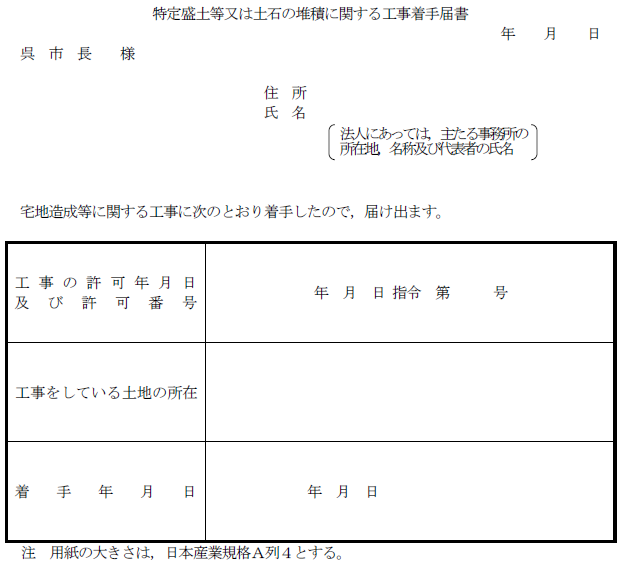 特定盛土等又は土石の堆積に関する工事着手届書
年　月　日
呉　市　長　　様
住　所
氏　名
法人にあっては，主たる事務所の
所在地，名称及び代表者の氏名
宅地造成等に関する工事に次のとおり着手したので，届け出ます。
工事の許可年月日
及び許可番号
年　月　日 指令　第　　　号
工事をしている土地の所在
着手年月日
年　月　日
注　用紙の大きさは，日本産業規格Ａ列４とする。